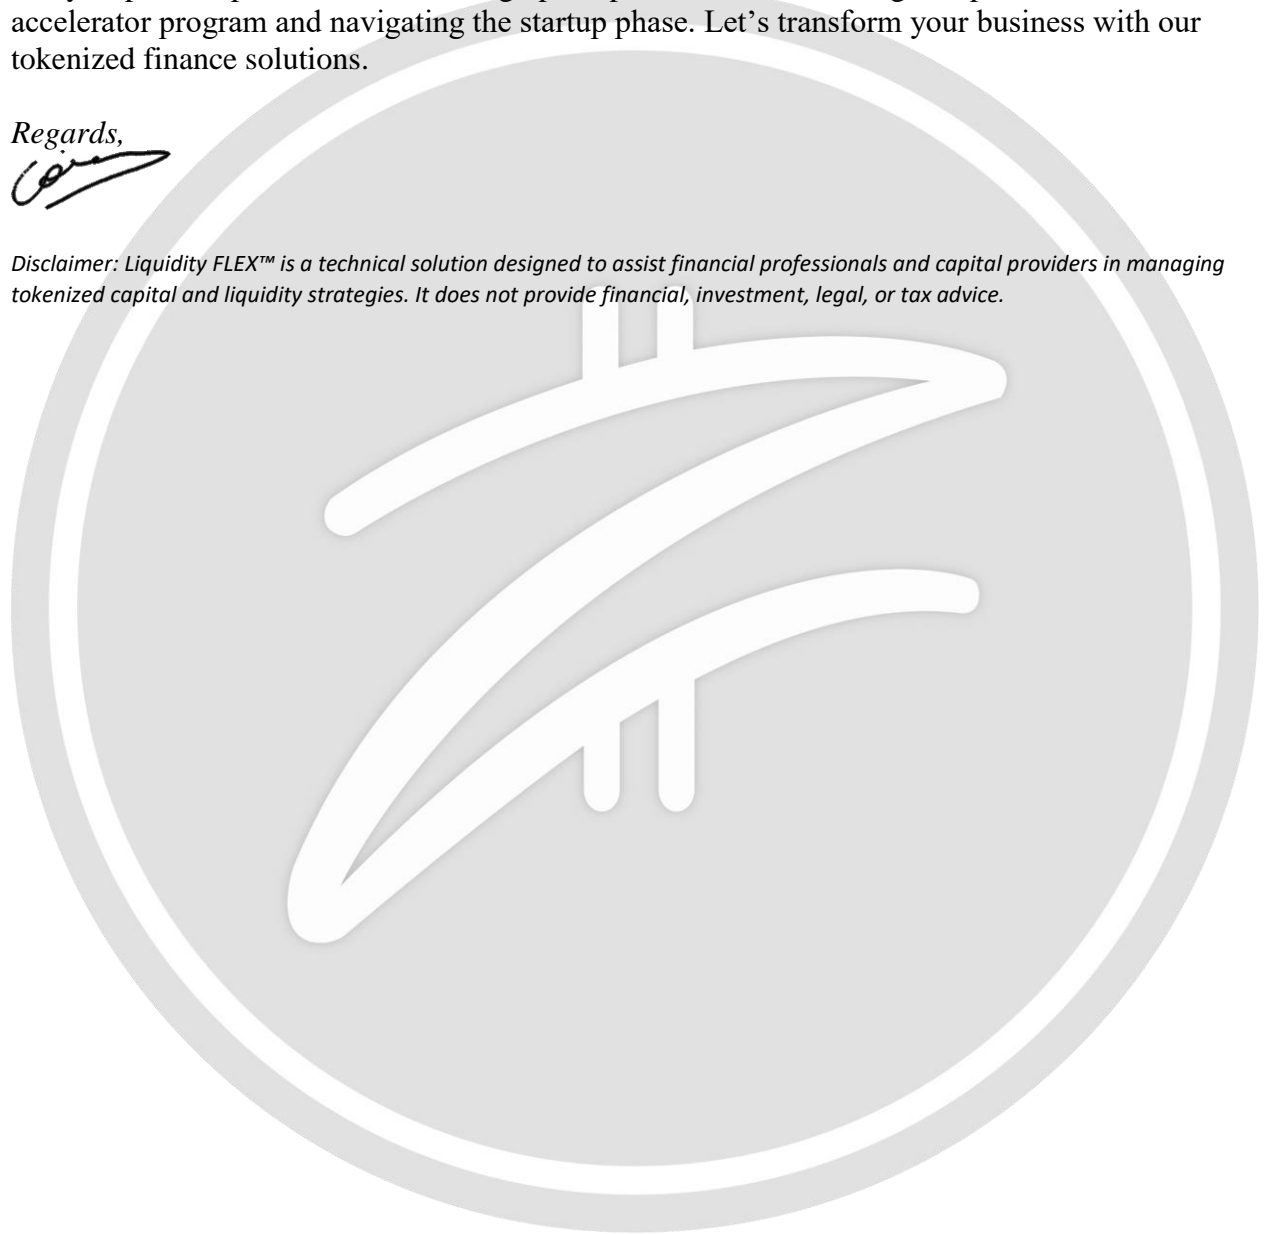 accelerator program and navigating the startup phase. Let’s transform your business with our
tokenized finance solutions.
Regards,
Disclaimer: Liquidity FLEX™ is a technical solution designed to assist financial professionals and capital providers in managing
tokenized capital and liquidity strategies. It does not provide financial, investment, legal, or tax advice.